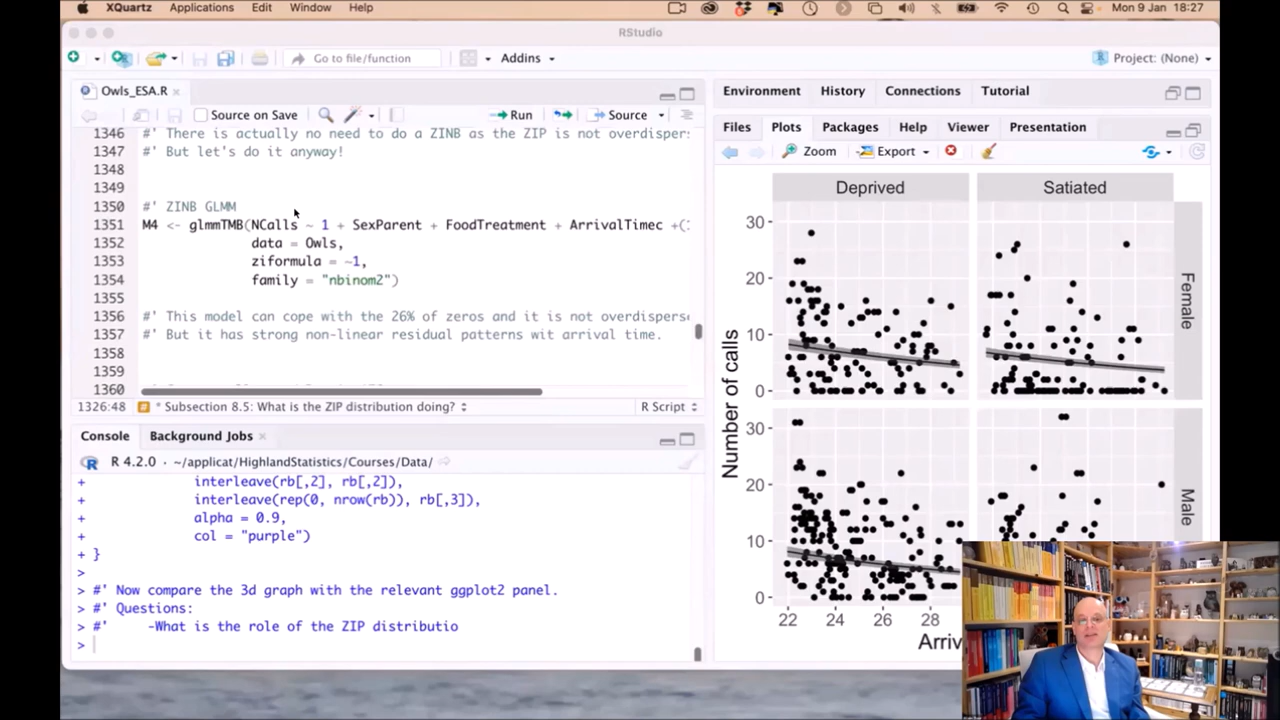 XQuartz Applications Edit Window Help Mon 9 Jan 18:27
RStudio
Go to file/function Addins Project: (None)
Owls_ESA.R
Source on Save Run Source
1346 #' There is actually no need to do a ZINB as the ZIP is not overdispers
1347 #' But let's do it anyway!
1348
1349
1350 #' ZINB GLMM
1351 M4 <- glmmTMB(NCalls ~ 1 + SexParent + FoodTreatment + ArrivalTimec +(
1352 data = Owls,
1353 ziformula = ~1,
1354 family = "nbinom2")
1355
1356 #' This model can cope with the 26% of zeros and it is not overdisperse
1357 #' But it has strong non-linear residual patterns wit arrival time.
1358
1359
1360
1326:48 * Subsection 8.5: What is the ZIP distribution doing? R Script
Console Background Jobs
R 4.2.0 · ~/applicat/HighlandStatistics/Courses/Data/
+ interleave(rb[,2], rb[,2]),
+ interleave(rep(0, nrow(rb)), rb[,3]),
+ alpha = 0.9,
+ col = "purple")
+ }
>
> #' Now compare the 3d graph with the relevant ggplot2 panel.
> #' Questions:
> #' -What is the role of the ZIP distributio
>
Environment History Connections Tutorial
Files Plots Packages Help Viewer Presentation
Zoom Export
Deprived Satiated
30
20
10
0
Female
30
20
10
0
Male
Number of calls
22 24 26 28
Arriv